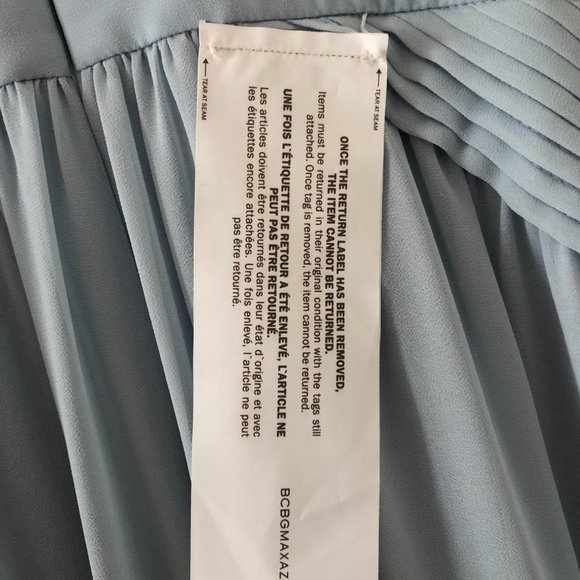 TEAR AT SEAM
ONCE THE RETURN LABEL HAS BEEN REMOVED,
THE ITEM CANNOT BE RETURNED.
Items must be returned in their original condition with the tags still
attached. Once tag is removed, the item cannot be returned.
UNE FOIS L'ÉTIQUETTE DE RETOUR A ÉTÉ ENLEVÉ, L'ARTICLE NE
PEUT PAS ÊTRE RETOURNÉ.
Les articles doivent être retournés dans leur état d'origine et avec
les étiquettes encore attachées. Une fois enlevé, l'article ne peut
pas être retourné.
TEAR AT SEAM
BCBGMAXAZ